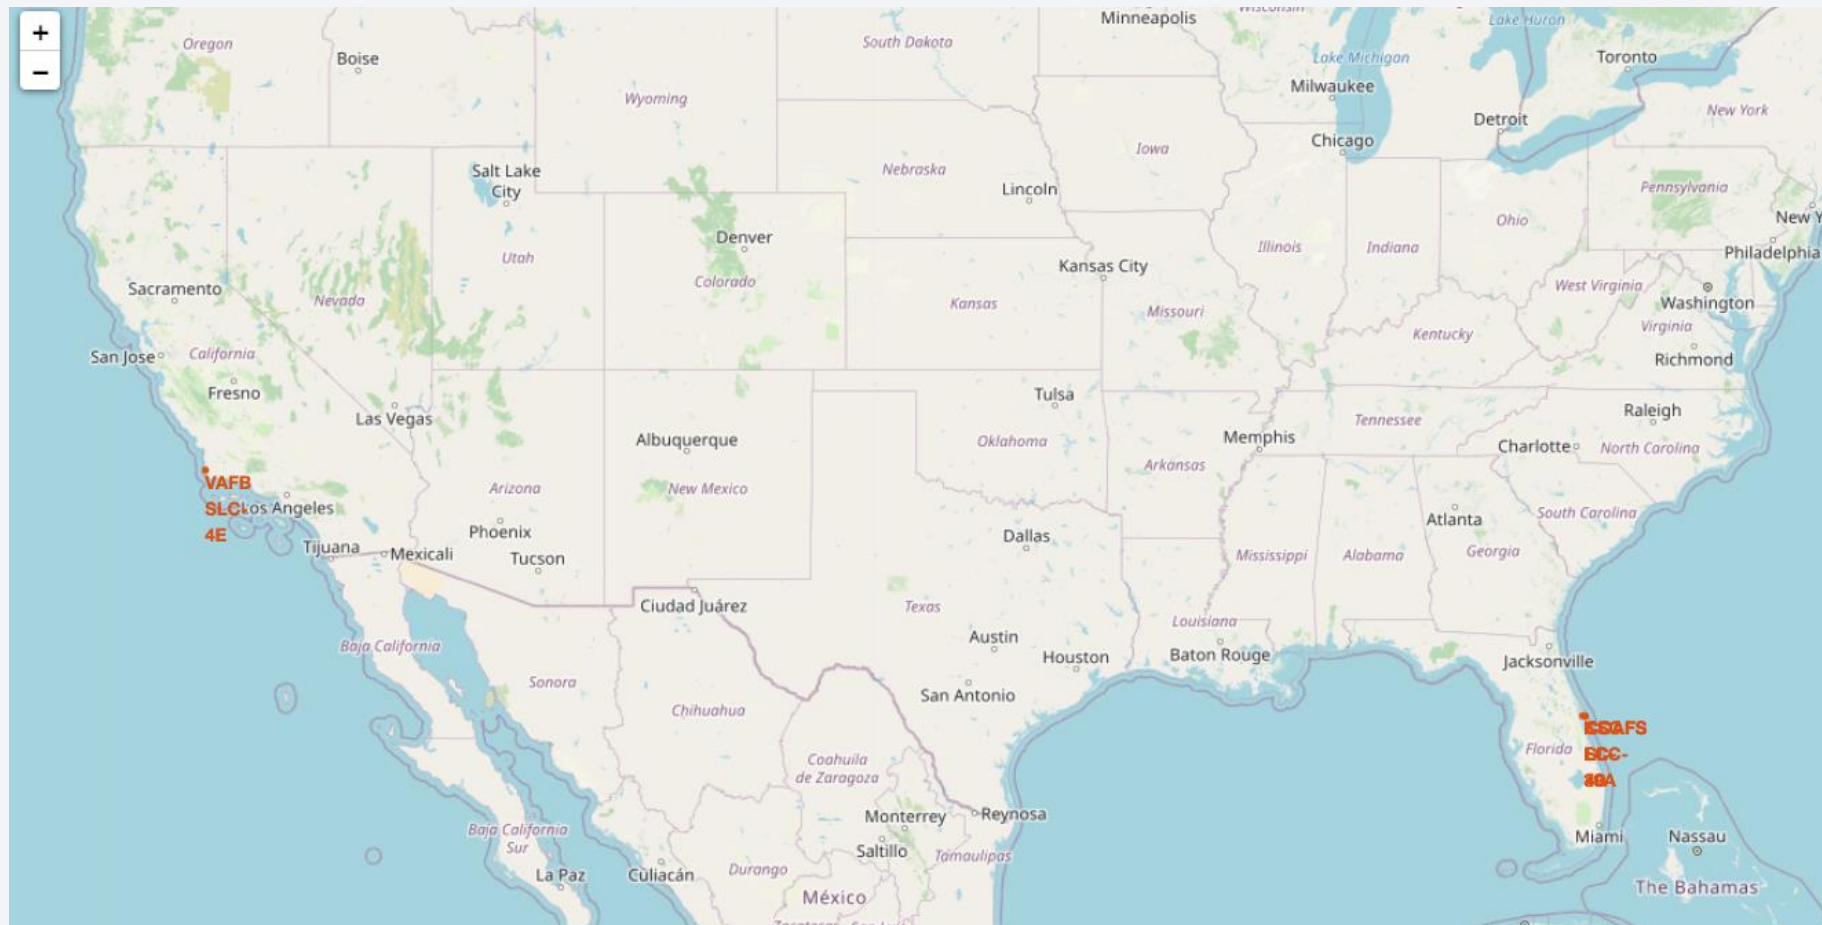 +
−
Oregon
Boise
South Dakota
Minneapolis
Wisconsin
Lake Huron
Toronto
Wyoming
Lake Michigan
Milwaukee
New York
Detroit
Chicago
Iowa
Salt Lake
City
Nebraska
Lincoln
Pennsylvania
Ohio
New Y
Denver
Utah
Illinois
Indiana
Philadelphia
Kansas City
Sacramento
Nevada
Colorado
Kansas
Missouri
West Virginia
Washington
Virginia
Kentucky
San Jose
California
Richmond
Fresno
Las Vegas
Tulsa
Raleigh
Tennessee
Albuquerque
Oklahoma
Memphis
Charlotte
North Carolina
Arkansas
VAFB
SLC-
4E
Los Angeles
Arizona
New Mexico
South Carolina
Atlanta
Phoenix
Dallas
Tijuana
Mexicali
Tucson
Mississippi
Alabama
Georgia
Ciudad Juárez
Texas
Louisiana
Austin
Baja California
Houston
Baton Rouge
Jacksonville
Sonora
San Antonio
Chihuahua
Florida
Coahuila
de Zaragoza
Monterrey
Reynosa
Baja California
Sur
Saltillo
Tamaulipas
Miami
Nassau
La Paz
Culiacán
Durango
México
The Bahamas